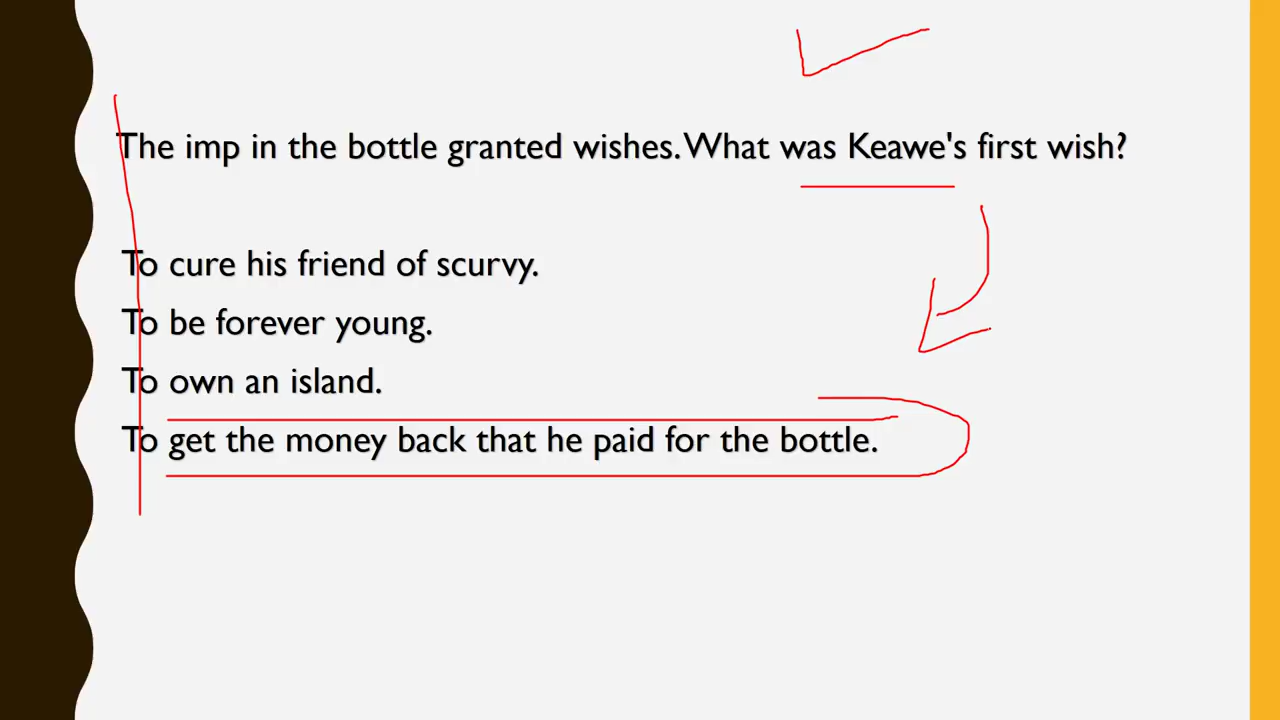 The imp in the bottle granted wishes. What was Keawe's first wish?
To cure his friend of scurvy.
To be forever young.
To own an island.
To get the money back that he paid for the bottle.